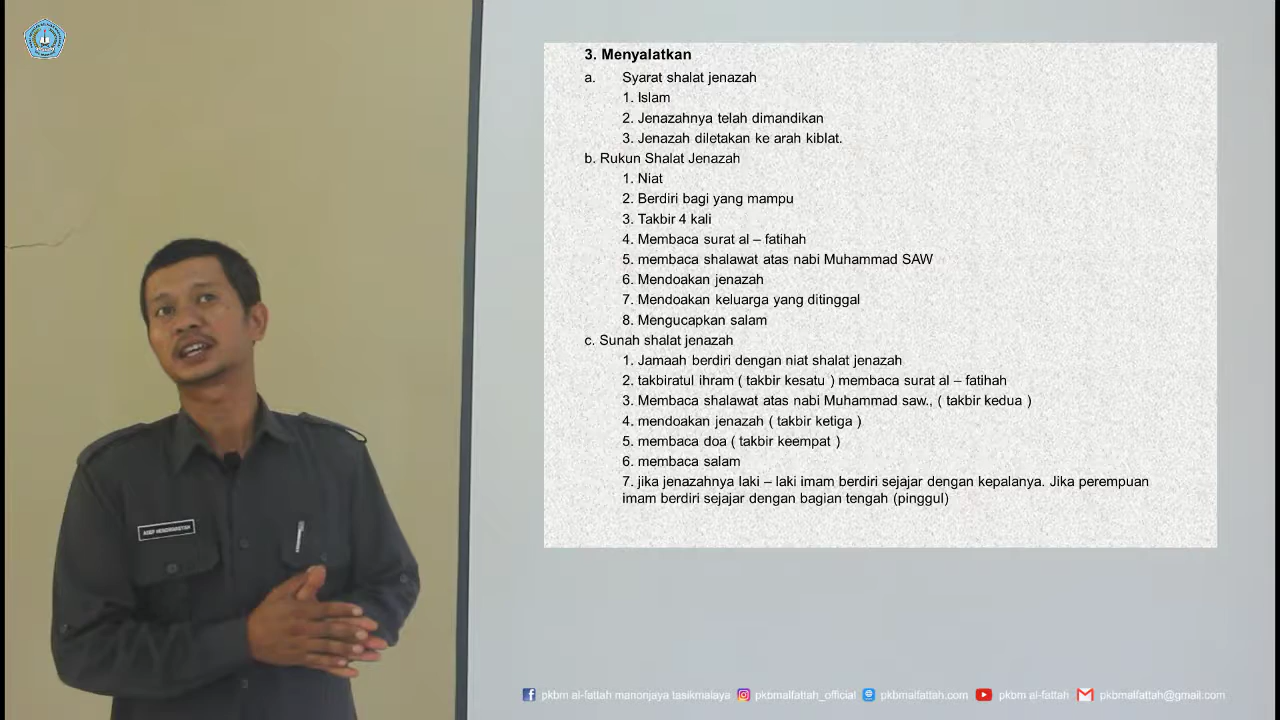 3. Menyalatkan
a. Syarat shalat jenazah
1. Islam
2. Jenazahnya telah dimandikan
3. Jenazah diletakan ke arah kiblat.
b. Rukun Shalat Jenazah
1. Niat
2. Berdiri bagi yang mampu
3. Takbir 4 kali
4. Membaca surat al – fatihah
5. membaca shalawat atas nabi Muhammad SAW
6. Mendoakan jenazah
7. Mendoakan keluarga yang ditinggal
8. Mengucapkan salam
c. Sunah shalat jenazah
1. Jamaah berdiri dengan niat shalat jenazah
2. takbiratul ihram ( takbir kesatu ) membaca surat al – fatihah
3. Membaca shalawat atas nabi Muhammad saw., ( takbir kedua )
4. mendoakan jenazah ( takbir ketiga )
5. membaca doa ( takbir keempat )
6. membaca salam
7. jika jenazahnya laki – laki imam berdiri sejajar dengan kepalanya. Jika perempuan
imam berdiri sejajar dengan bagian tengah (pinggul)
pkbm al-fattah manonjaya tasikmalaya pkbmalfattah_official pkbmalfattah.com pkbm al-fattah pkbmalfattah@gmail.com